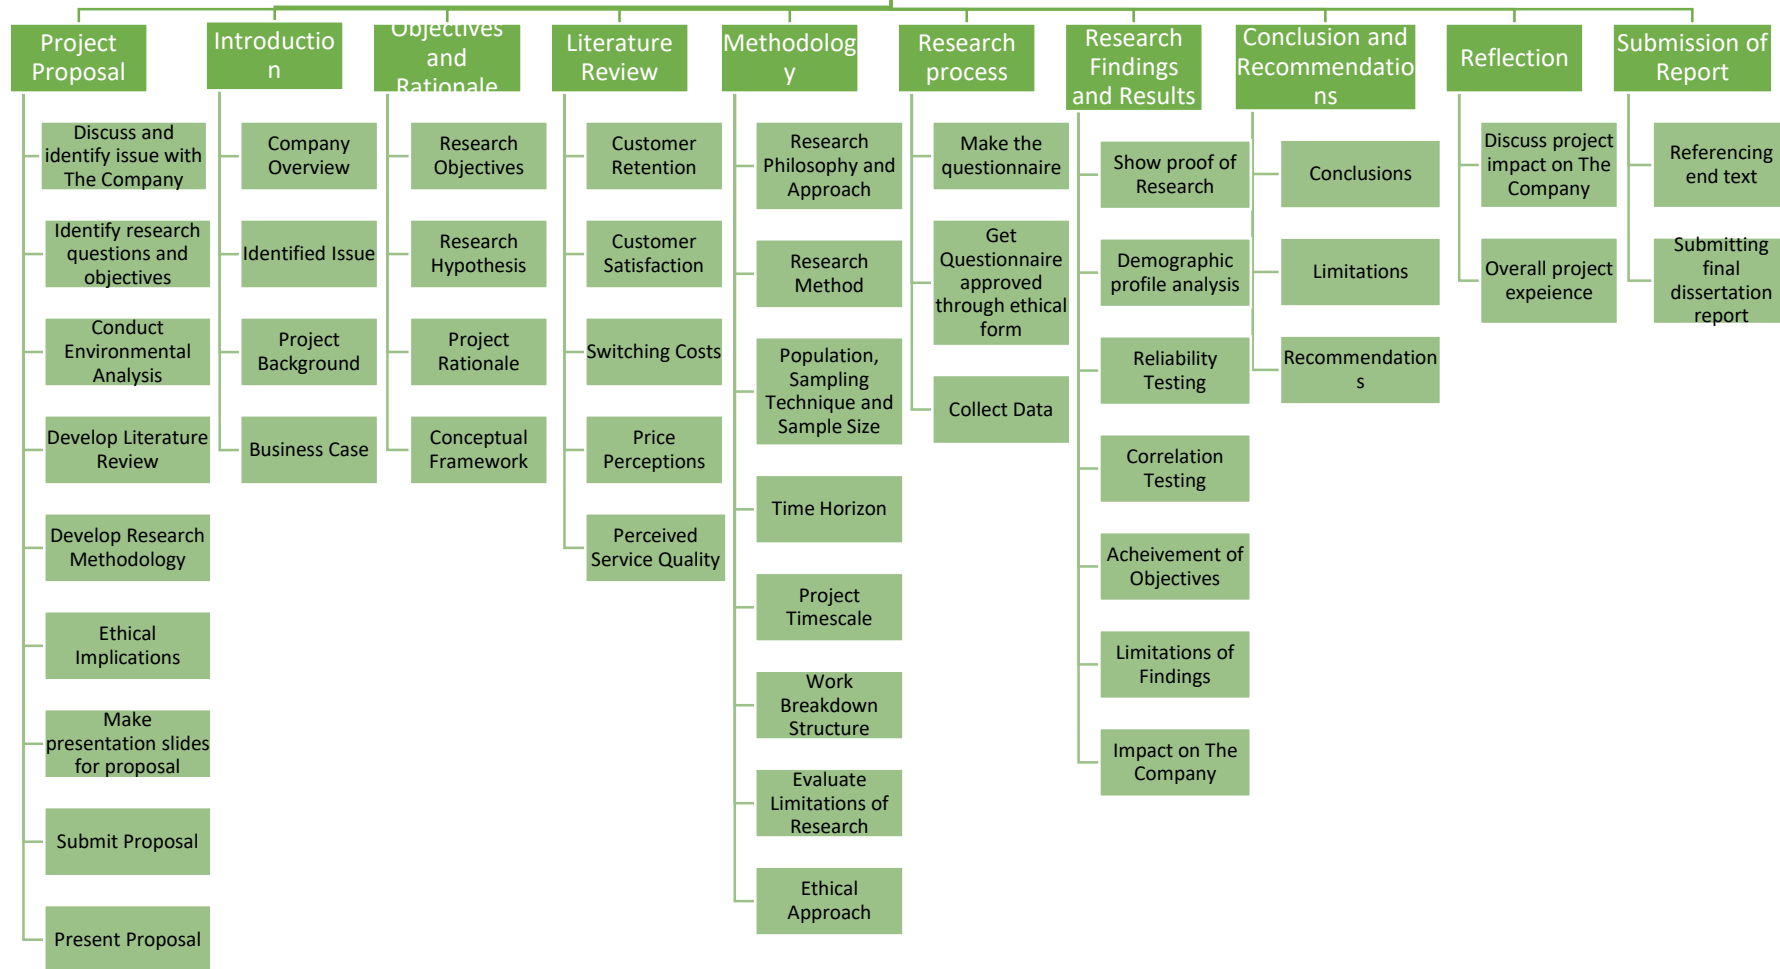 Project
Proposal
Discuss and
identify issue with
The Company
Identify research
questions and
objectives
Conduct
Environmental
Analysis
Develop Literature
Review
Develop Research
Methodology
Ethical
Implications
Make
presentation slides
for proposal
Submit Proposal
Present Proposal
Introductio
n
Company
Overview
Identified Issue
Project
Background
Business Case
Objectives
and
Rationale
Research
Objectives
Research
Hypothesis
Project
Rationale
Conceptual
Framework
Literature
Review
Customer
Retention
Customer
Satisfaction
Switching Costs
Price
Perceptions
Perceived
Service Quality
Methodolog
y
Research
Philosophy and
Approach
Research
Method
Population,
Sampling
Technique and
Sample Size
Time Horizon
Project
Timescale
Work
Breakdown
Structure
Evaluate
Limitations of
Research
Ethical
Approach
Research
process
Make the
questionnaire
Get
Questionnaire
approved
through ethical
form
Collect Data
Research
Findings
and Results
Show proof of
Research
Demographic
profile analysis
Reliability
Testing
Correlation
Testing
Acheivement of
Objectives
Limitations of
Findings
Impact on The
Company
Conclusion and
Recommendatio
ns
Conclusions
Limitations
Recommendation
s
Reflection
Discuss project
impact on The
Company
Overall project
expeience
Submission of
Report
Referencing
end text
Submitting
final
dissertation
report